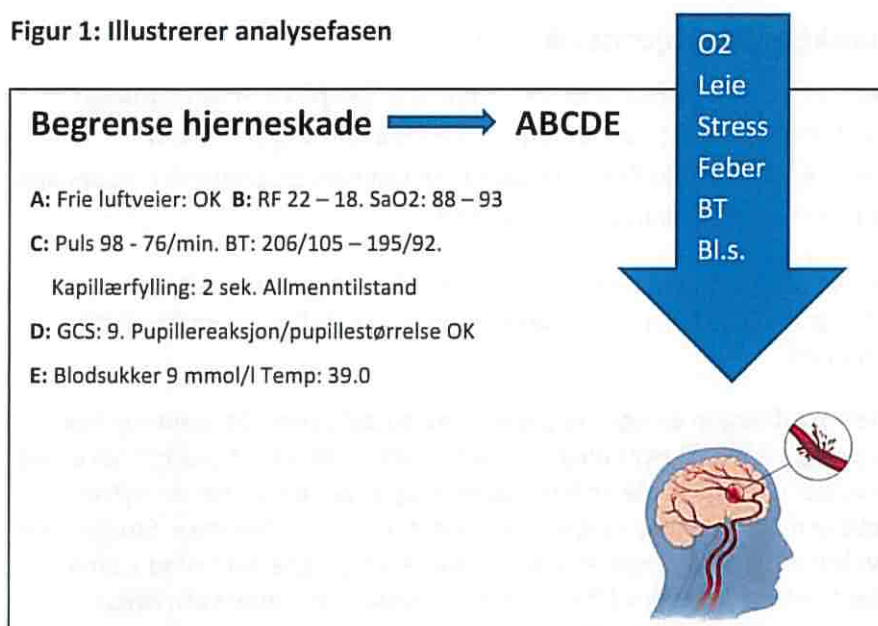 Figur 1: Illustrerer analysefasen
O2
Leie
Stress
Feber
BT
Bl.s.
Begrense hjerneskade ABCDE
A: Frie luftveier: OK B: RF 22 – 18. SaO2: 88 – 93
C: Puls 98 - 76/min. BT: 206/105 – 195/92.
Kapillærfylling: 2 sek. Allmenntilstand
D: GCS: 9. Pupillereaksjon/pupillestørrelse OK
E: Blodsukker 9 mmol/l Temp: 39.0